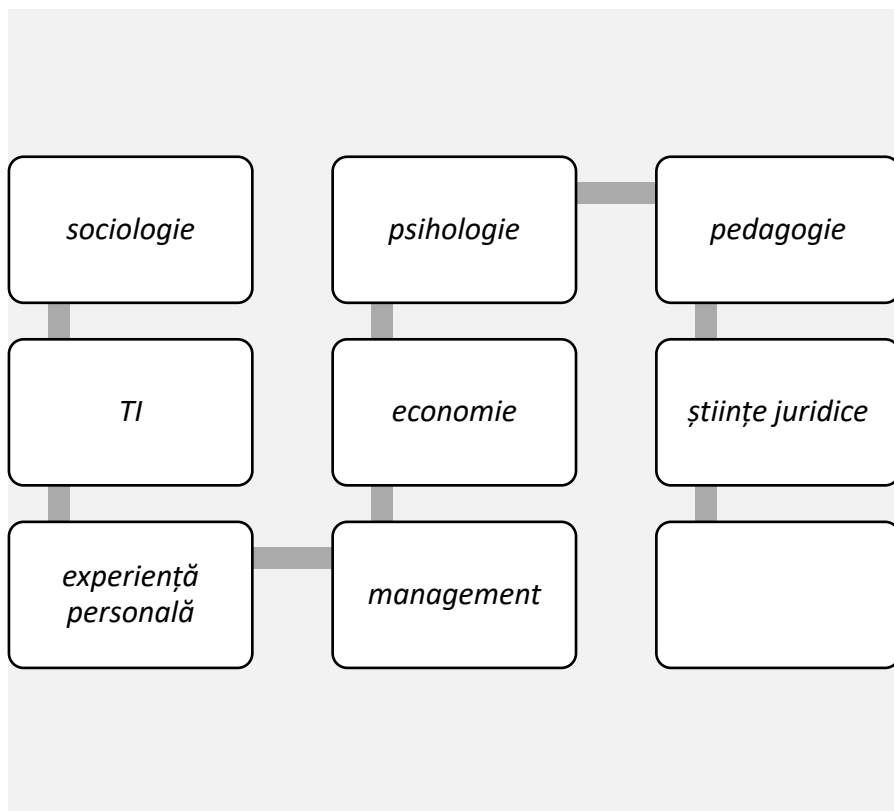 sociologie
psihologie
pedagogie
TI
economie
științe juridice
experiență
personală
management